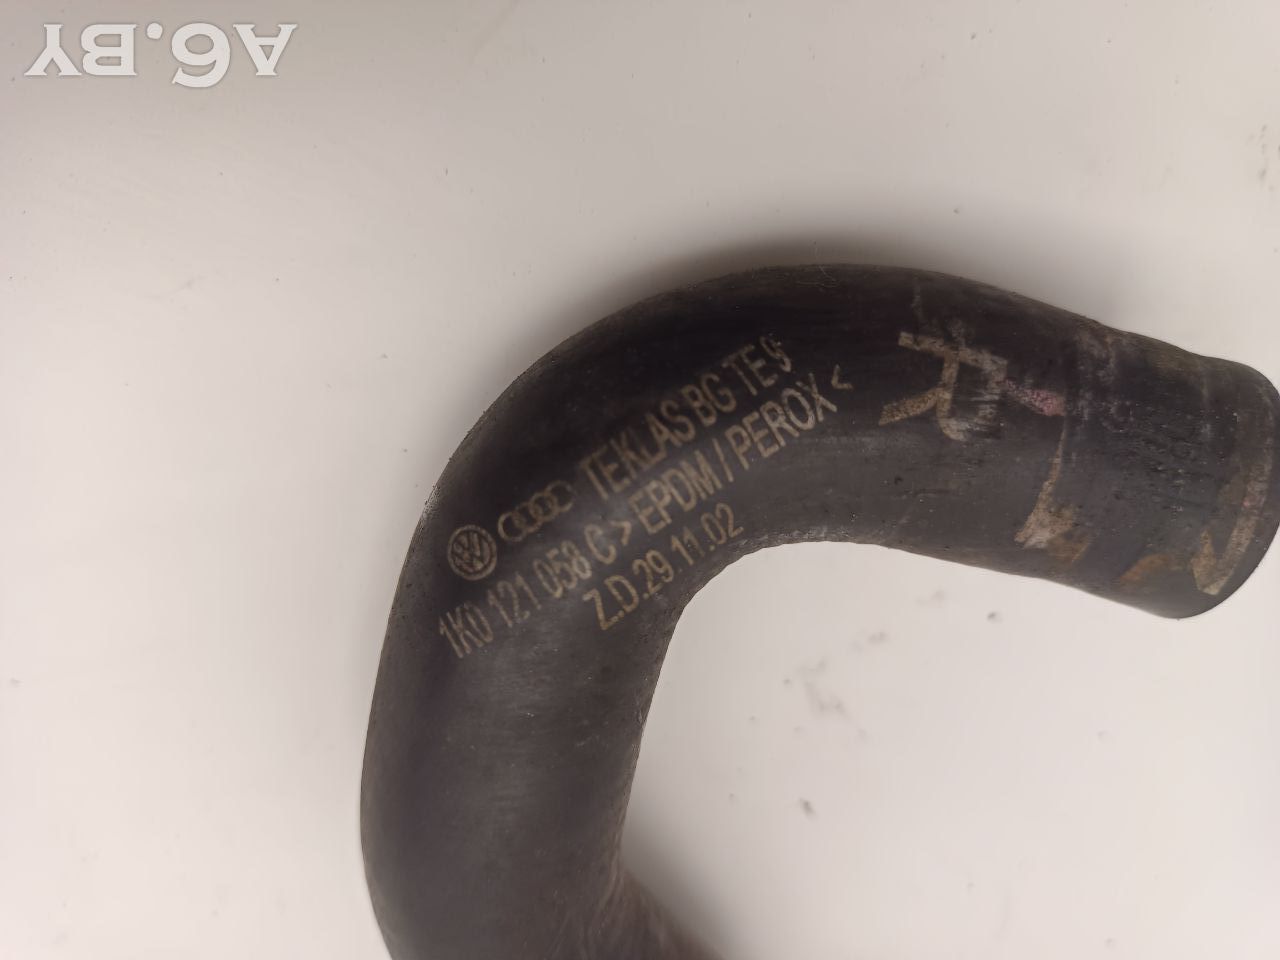 A6.BY
TEKLAS BG TE 9
1K0 121 058 C >EPDM / PEROX<
Z.D.29.11.02